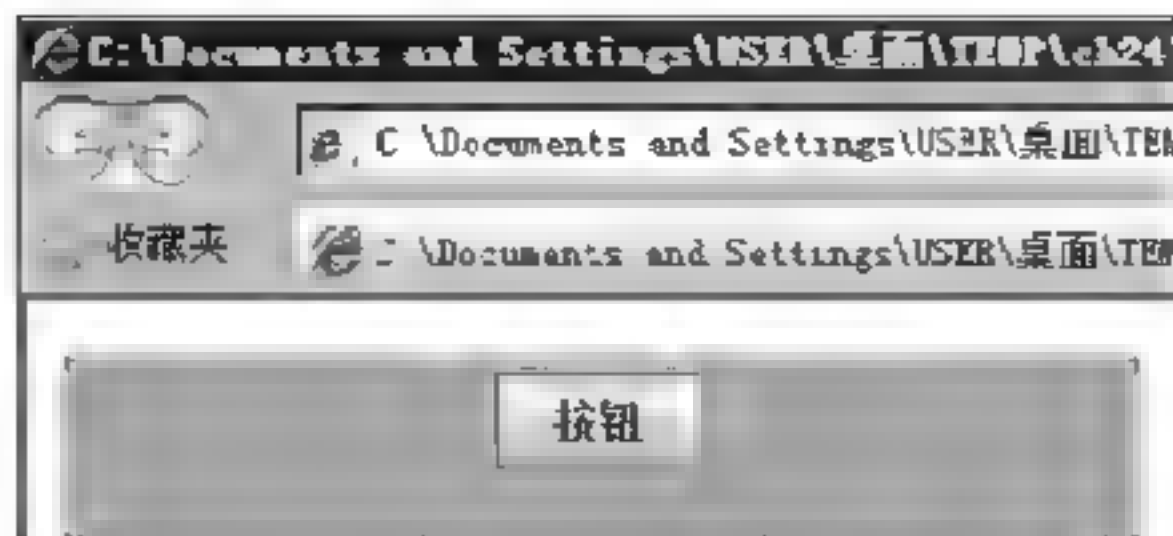 C:\Documents and Settings\USER\桌面\TEMP\ch24
C \Documents and Settings\USER\桌面\TEM
收藏夹
\Documents and Settings\USER\桌面\TEM
按钮